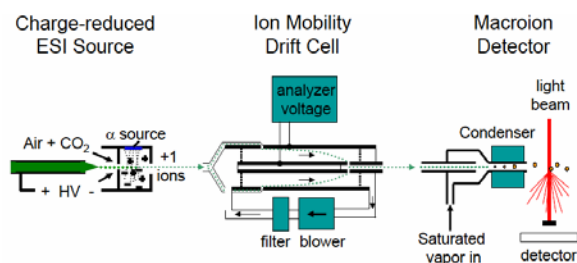 Charge-reduced
ESI Source
Ion Mobility
Drift Cell
Macroion
Detector
analyzer
voltage
light
beam
Condenser
Air + CO2
α source
+1
ions
+ HV -
filter
blower
Saturated
vapor in
detector